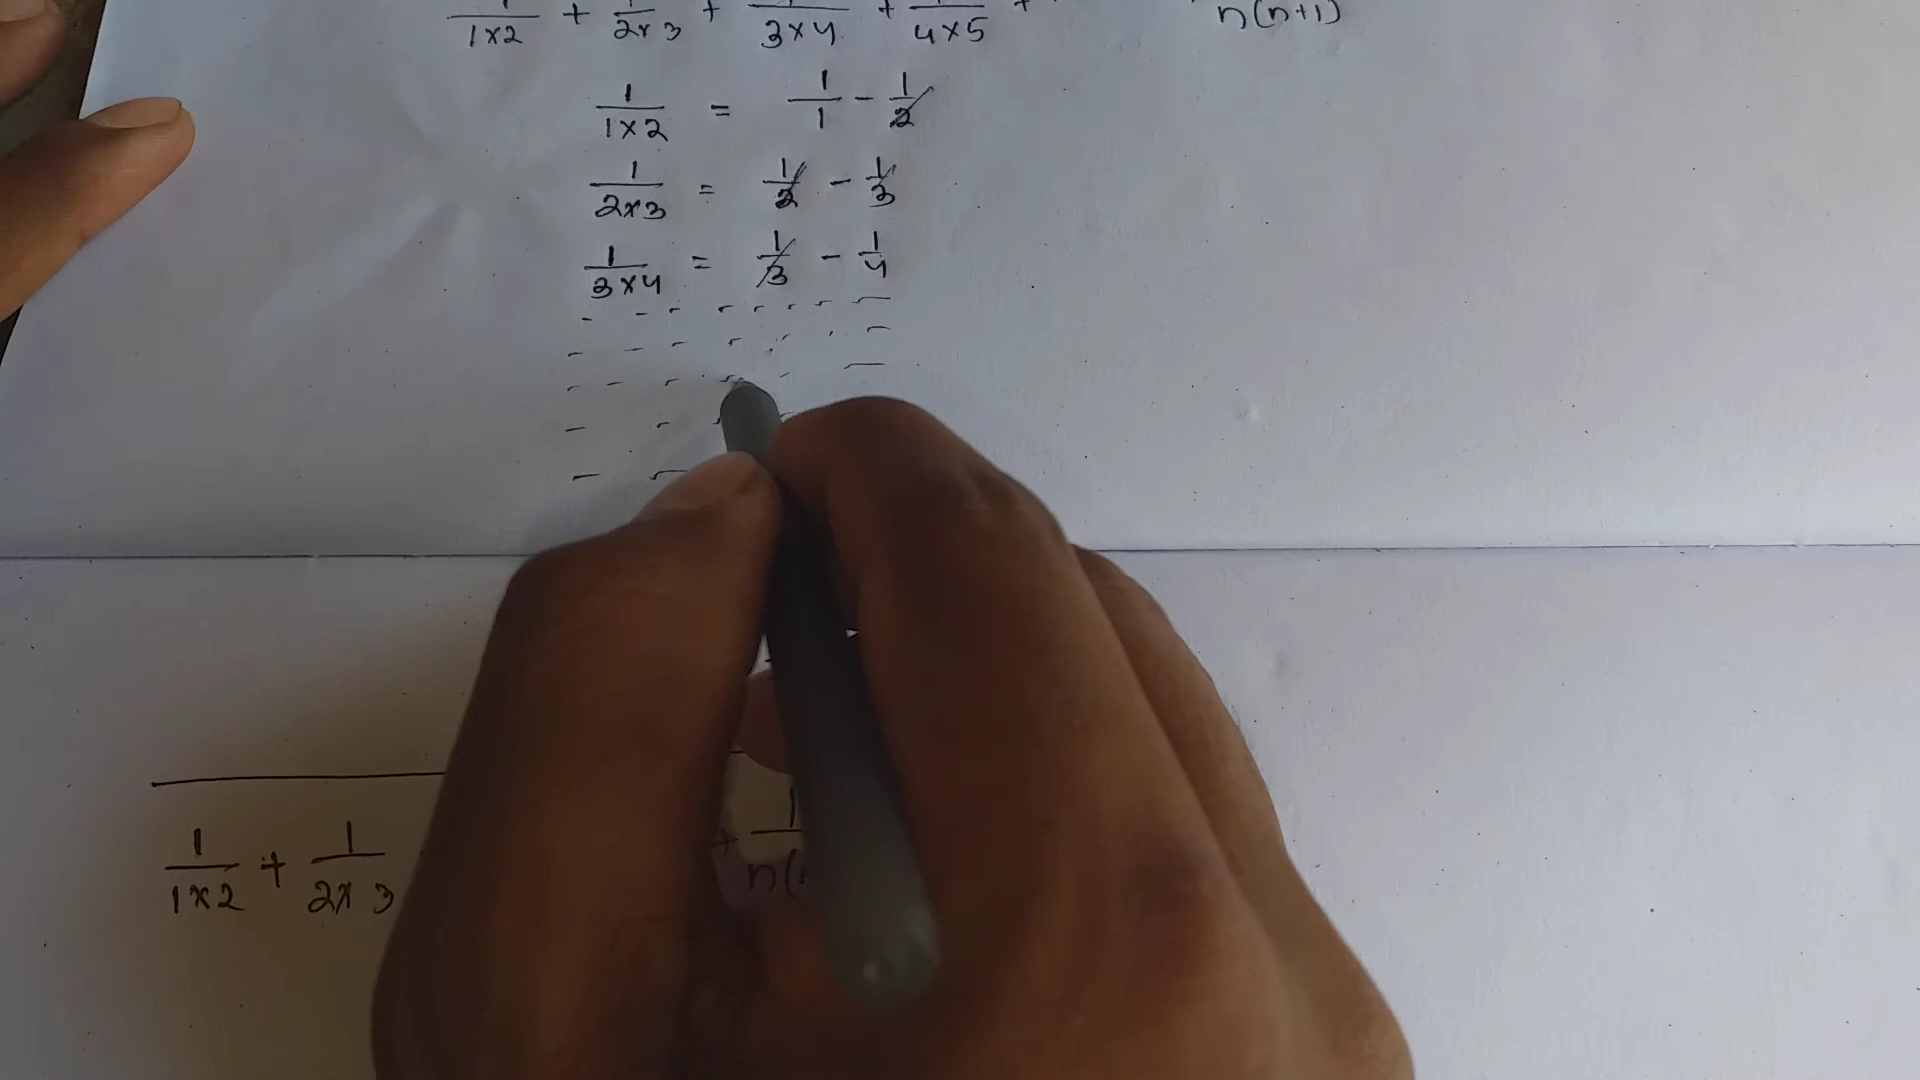 1/1×2 + 1/2×3 + 1/3×4 + 1/4×5 + n(n+1)
1/1×2 = 1/1 - 1/2
1/2×3 = 1/2 - 1/3
1/3×4 = 1/3 - 1/4
1/1×2 + 1/2×3 + 1/n(